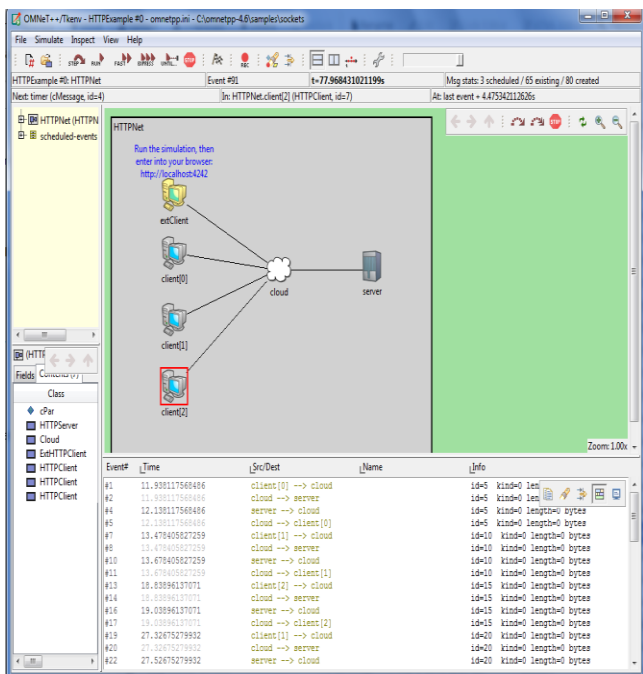 OMNeT++/Tkenv - HTTPExample #0 - omnetpp.ini - C:\omnetpp-4.6\samples\sockets
File Simulate Inspect View Help
STEP RUN FAST EXPRESS UNTIL... STOP REC
HTTPExample #0: HTTPNet Event #91 t=77.968431021199s Msg stats: 3 scheduled / 65 existing / 80 created
Next: timer (cMessage, id=4) In: HTTPNet.client[2] (HTTPClient, id=7) At: last event + 4.475342112626s
HTTPNet (HTTPN
scheduled-events
HTTPNet
Run the simulation, then
enter into your browser:
http://localhost:4242
STOP
extClient
client[0]
cloud
server
client[1]
client[2]
Zoom:1.00x
(HTTP
Fields
Class
cPar
HTTPServer
Cloud
ExtHTTPClient
HTTPClient
HTTPClient
HTTPClient
Event# Time Src/Dest Name Info
#1 11.938117568486 client[0] --> cloud id=5 kind=0 len
#2 11.938117568486 cloud --> server id=5 kind=0 len
#4 12.138117568486 server --> cloud id=5 kind=0 length=0 bytes
#5 12.138117568486 cloud --> client[0] id=5 kind=0 length=0 bytes
#7 13.478405827259 client[1] --> cloud id=10 kind=0 length=0 bytes
#8 13.478405827259 cloud --> server id=10 kind=0 length=0 bytes
#10 13.678405827259 server --> cloud id=10 kind=0 length=0 bytes
#11 13.678405827259 cloud --> client[1] id=10 kind=0 length=0 bytes
#13 18.83896137071 client[2] --> cloud id=15 kind=0 length=0 bytes
#14 18.83896137071 cloud --> server id=15 kind=0 length=0 bytes
#16 19.03896137071 server --> cloud id=15 kind=0 length=0 bytes
#17 19.03896137071 cloud --> client[2] id=15 kind=0 length=0 bytes
#19 27.32675279932 client[1] --> cloud id=20 kind=0 length=0 bytes
#20 27.32675279932 cloud --> server id=20 kind=0 length=0 bytes
#22 27.52675279932 server --> cloud id=20 kind=0 length=0 bytes